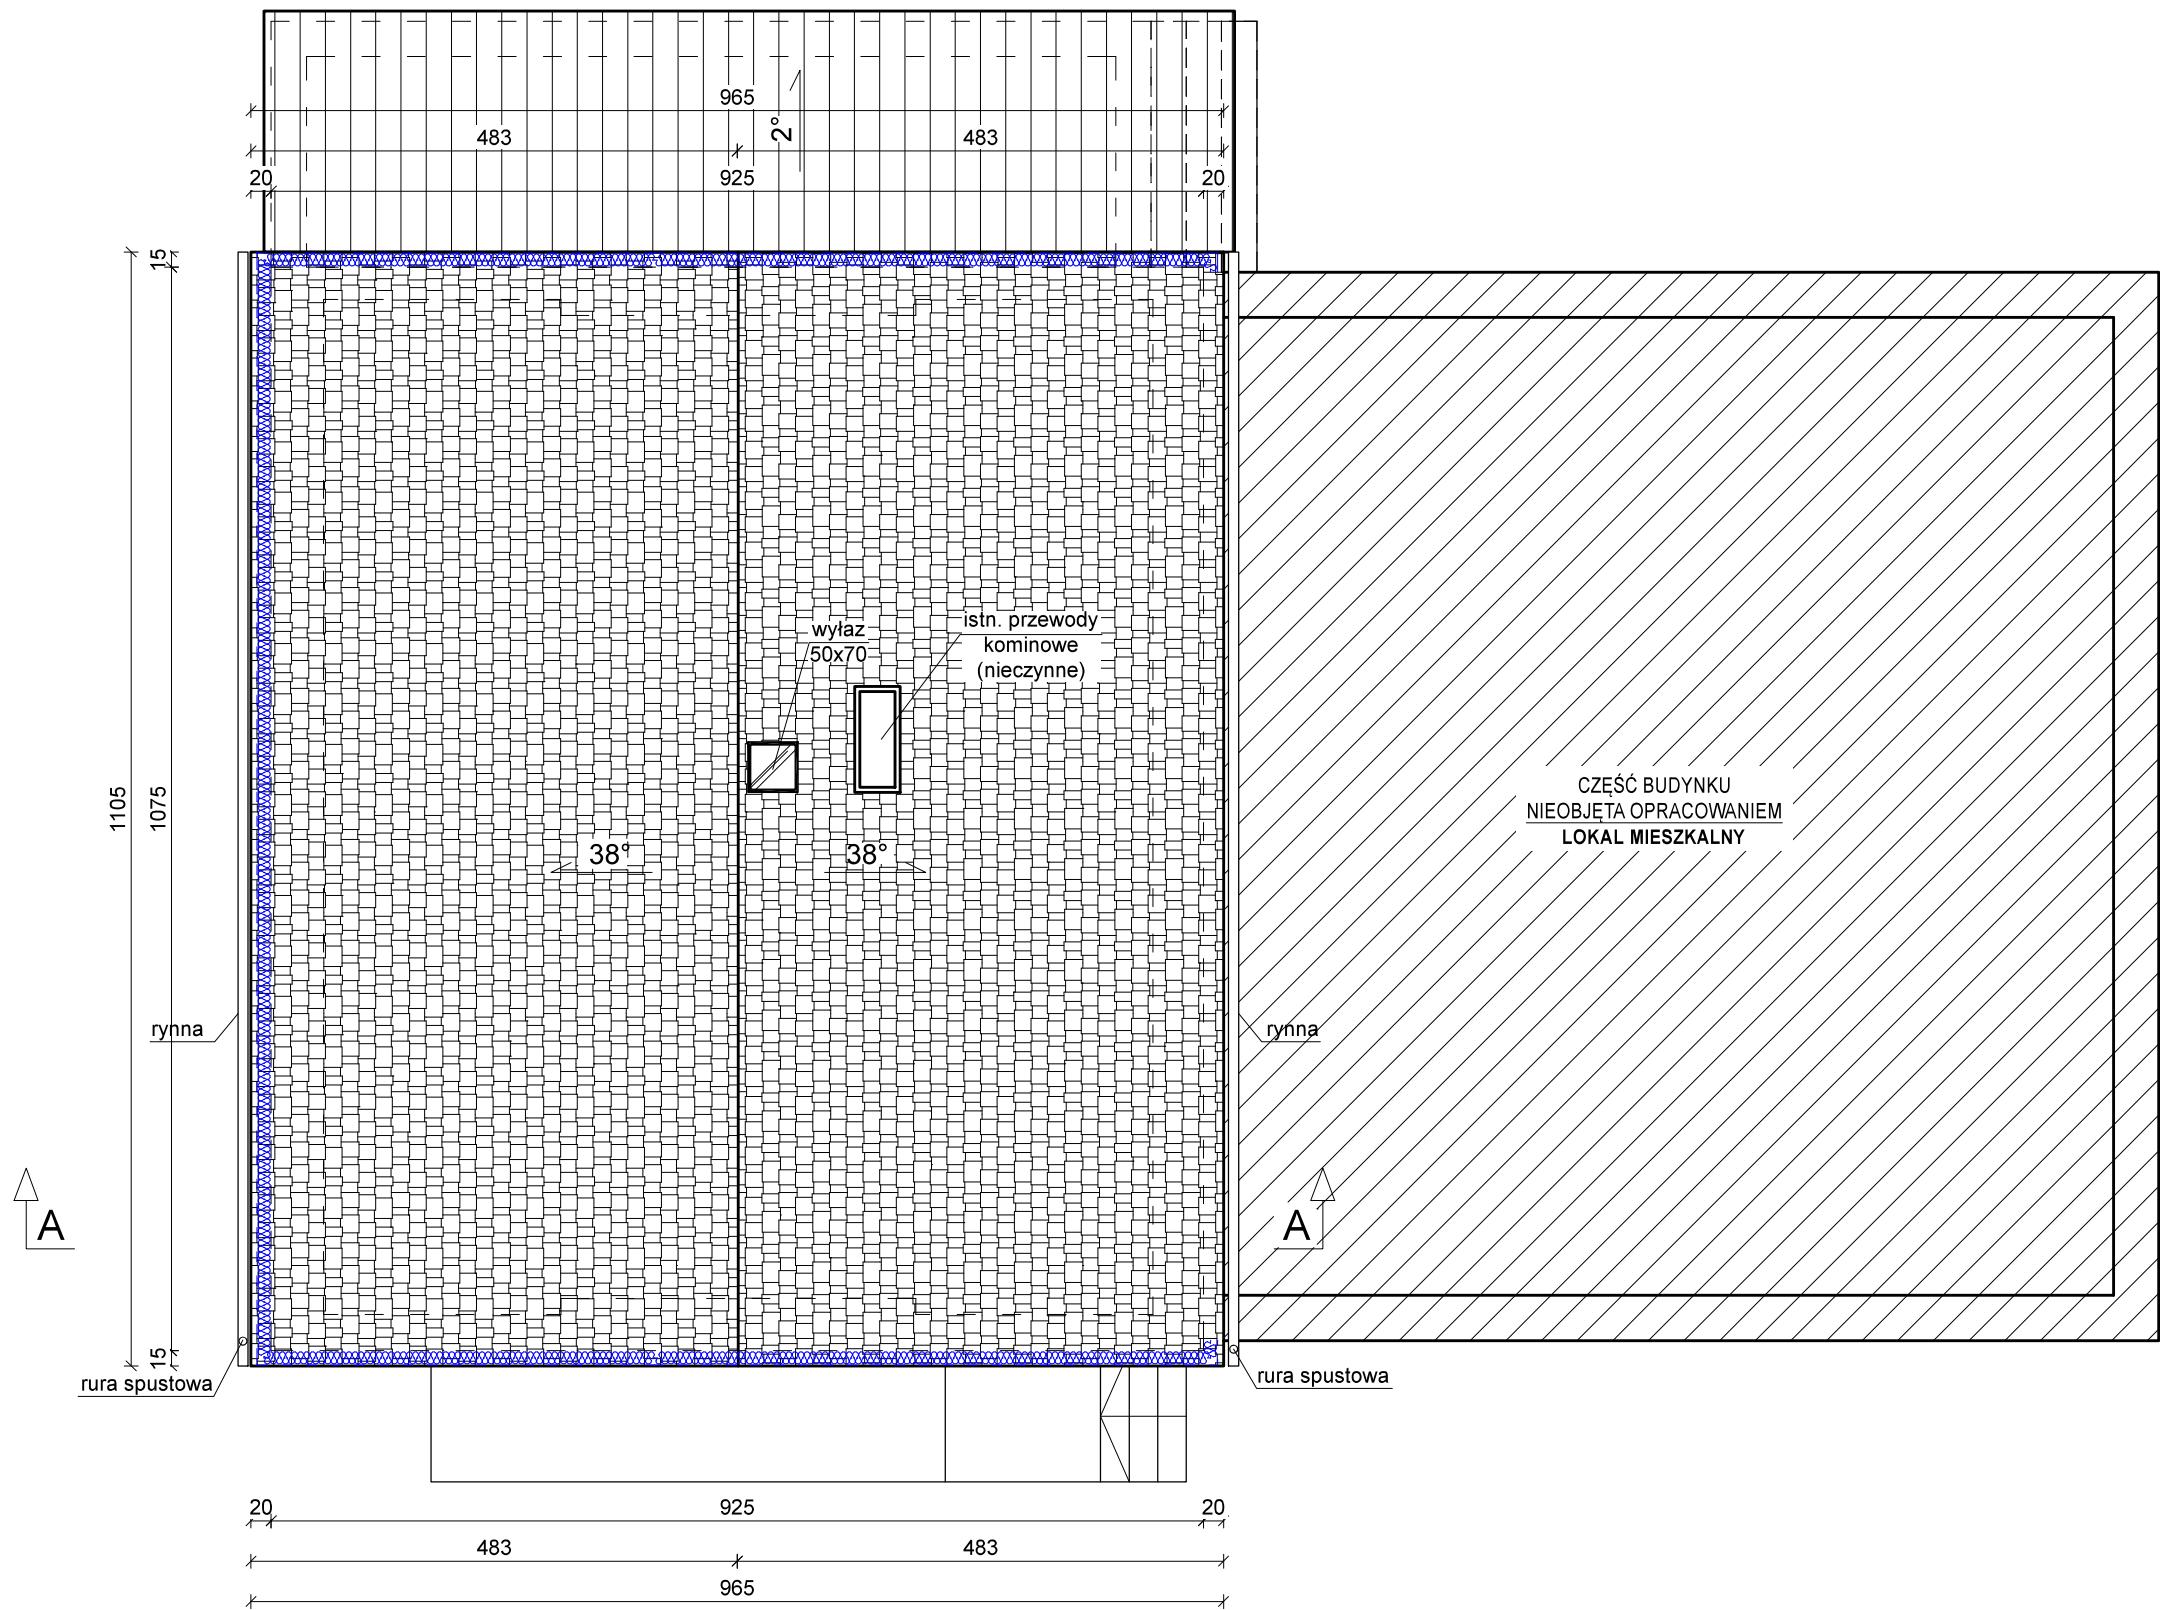 965
483
2°
483
20
925
20
15
wyłaz
50x70
istn. przewody
kominowe
(nieczynne)
1105
1075
CZĘŚĆ BUDYNKU
NIEOBJĘTA OPRACOWANIEM
LOKAL MIESZKALNY
38°
38°
rynna
rynna
A
A
15
rura spustowa
rura spustowa
20
925
20
483
483
965